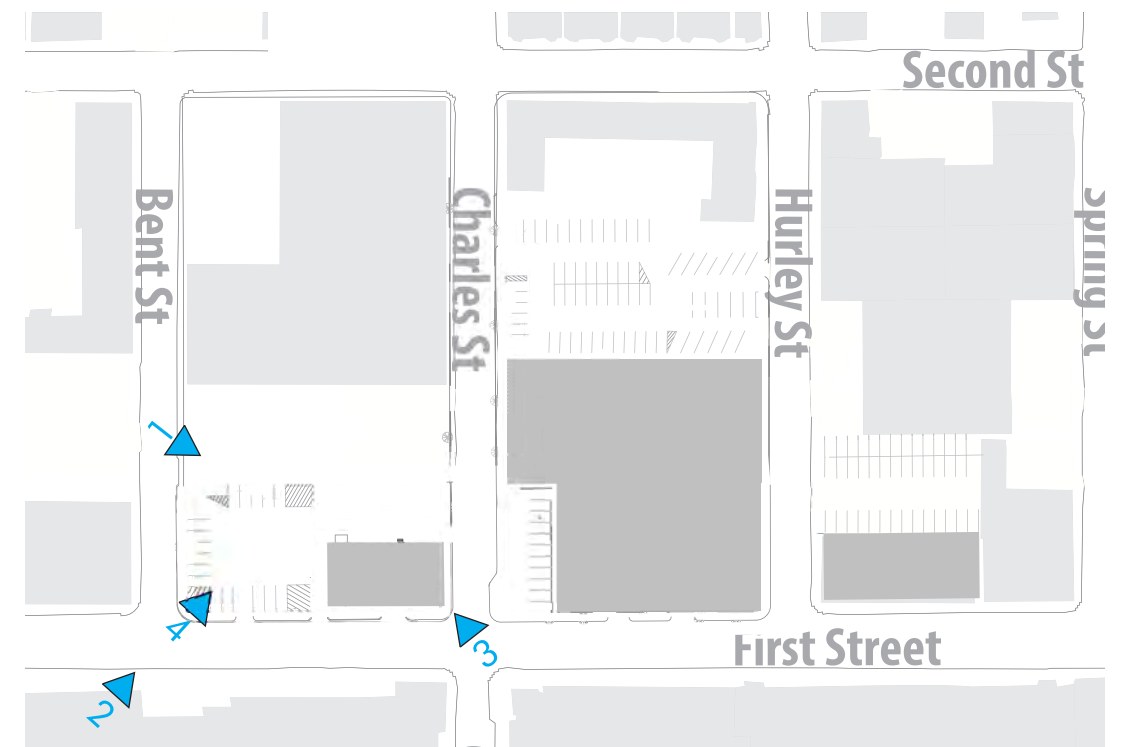 Second St
Bent St
Charles St
Hurley St
Spring St
1
4
3
First Street
2